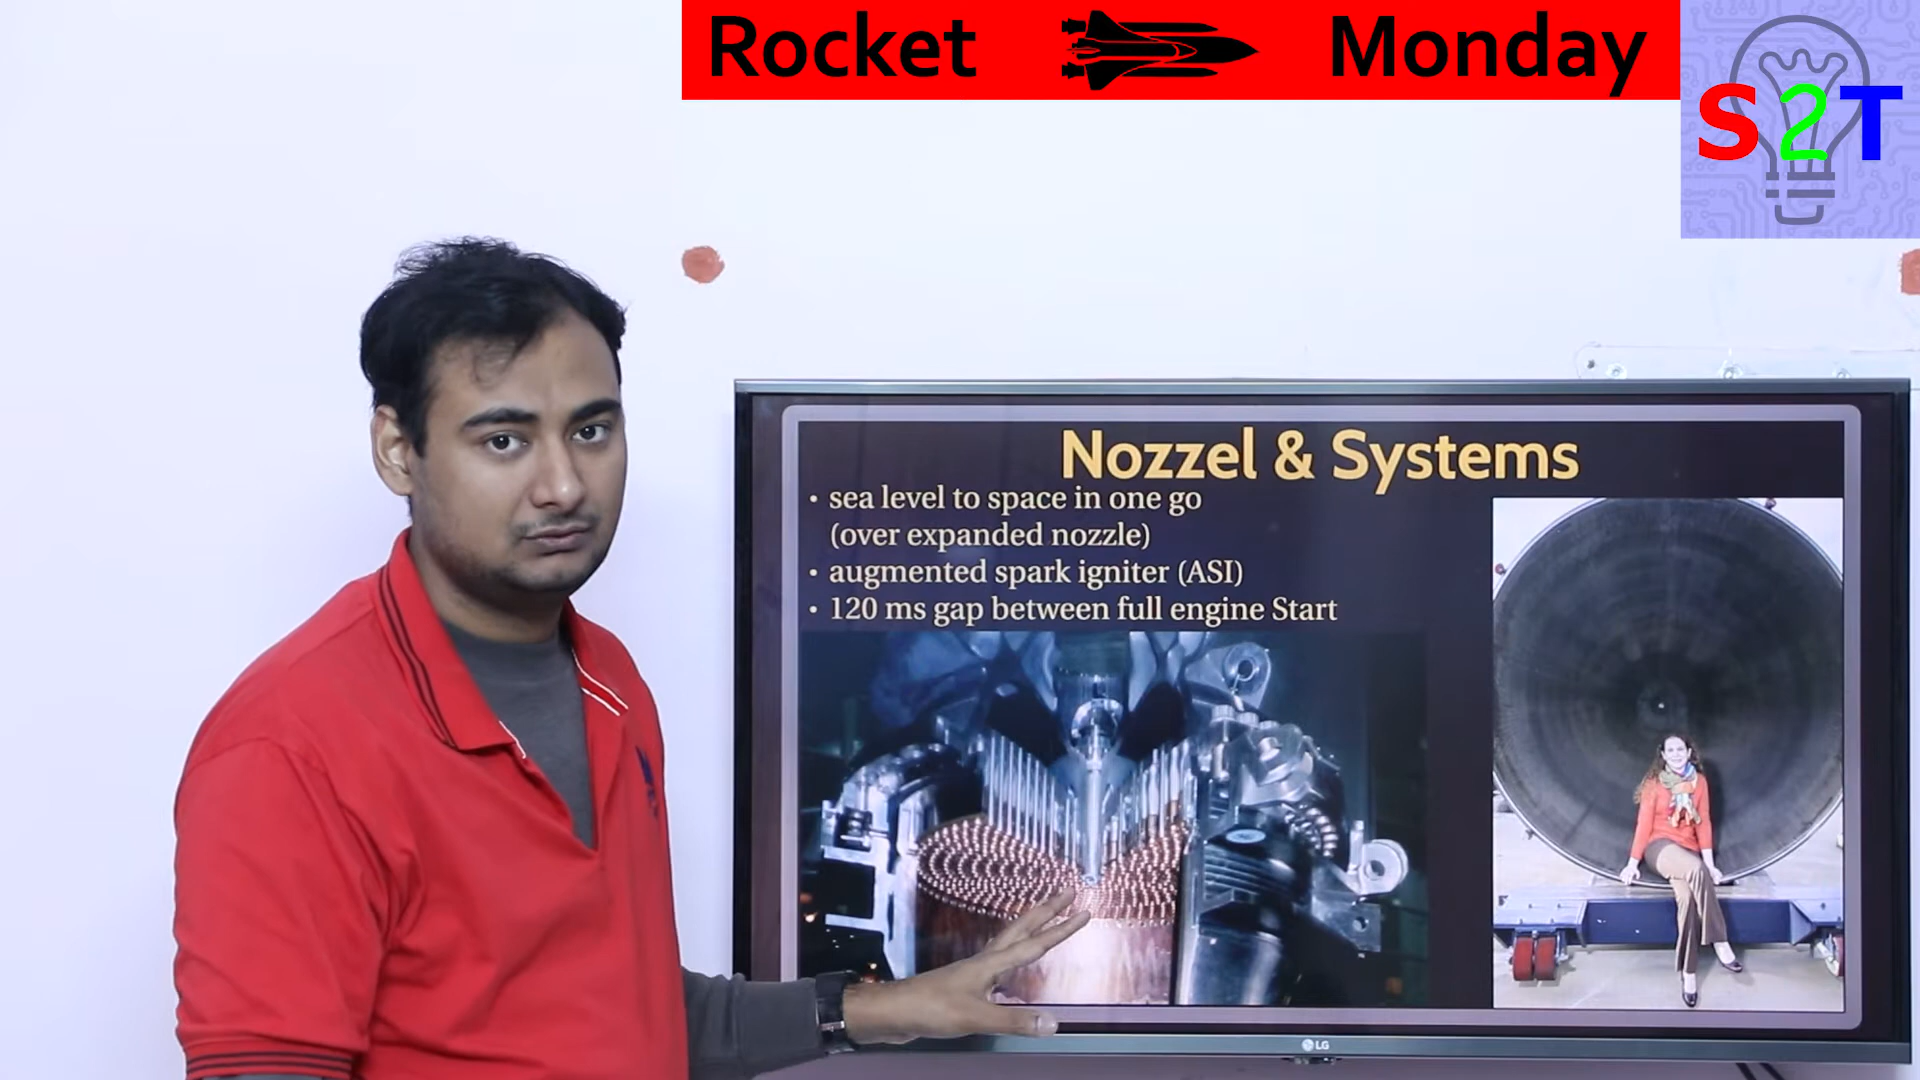 Rocket Monday
S2T
Nozzel & Systems
• sea level to space in one go
(over expanded nozzle)
• augmented spark igniter (ASI)
• 120 ms gap between full engine Start
LG